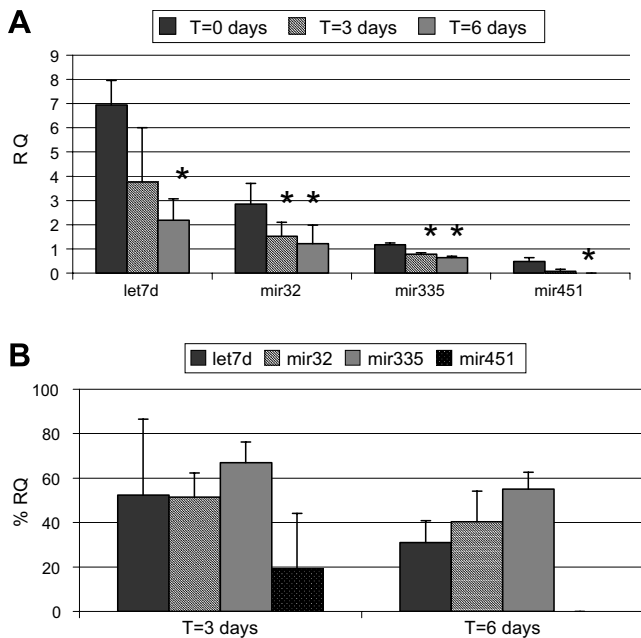 A
T=0 days T=3 days T=6 days
9
8
7
6
5
4
3
2
1
0
RQ
*
* *
* *
*
let7d mir32 mir335 mir451
B
let7d mir32 mir335 mir451
100
80
60
40
20
0
% RQ
T=3 days T=6 days